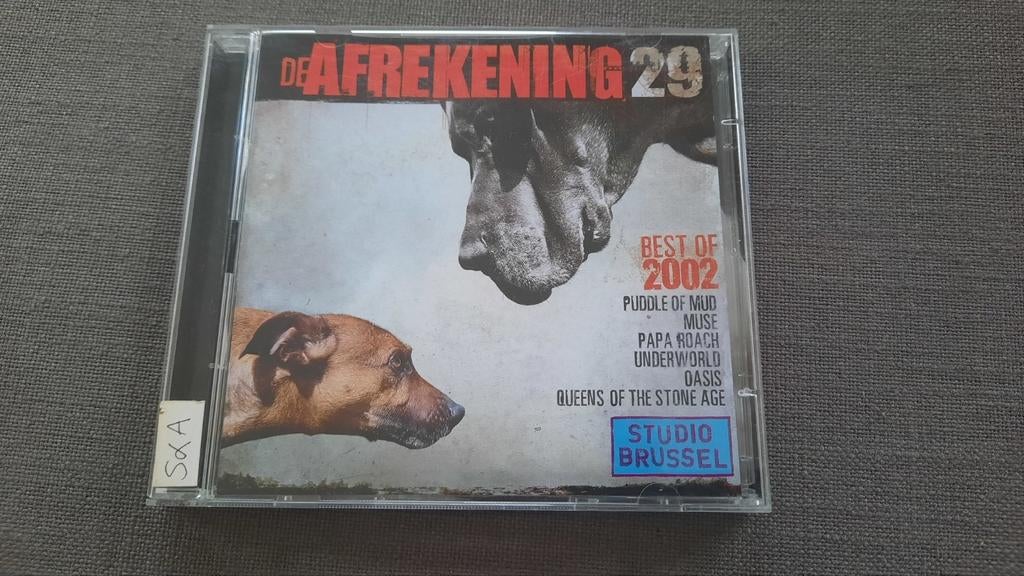 DE AFREKENING 29
BEST OF
2002
PUDDLE OF MUD
MUSE
PAPA ROACH
UNDERWORLD
OASIS
QUEENS OF THE STONE AGE
STUDIO
BRUSSEL
S&A